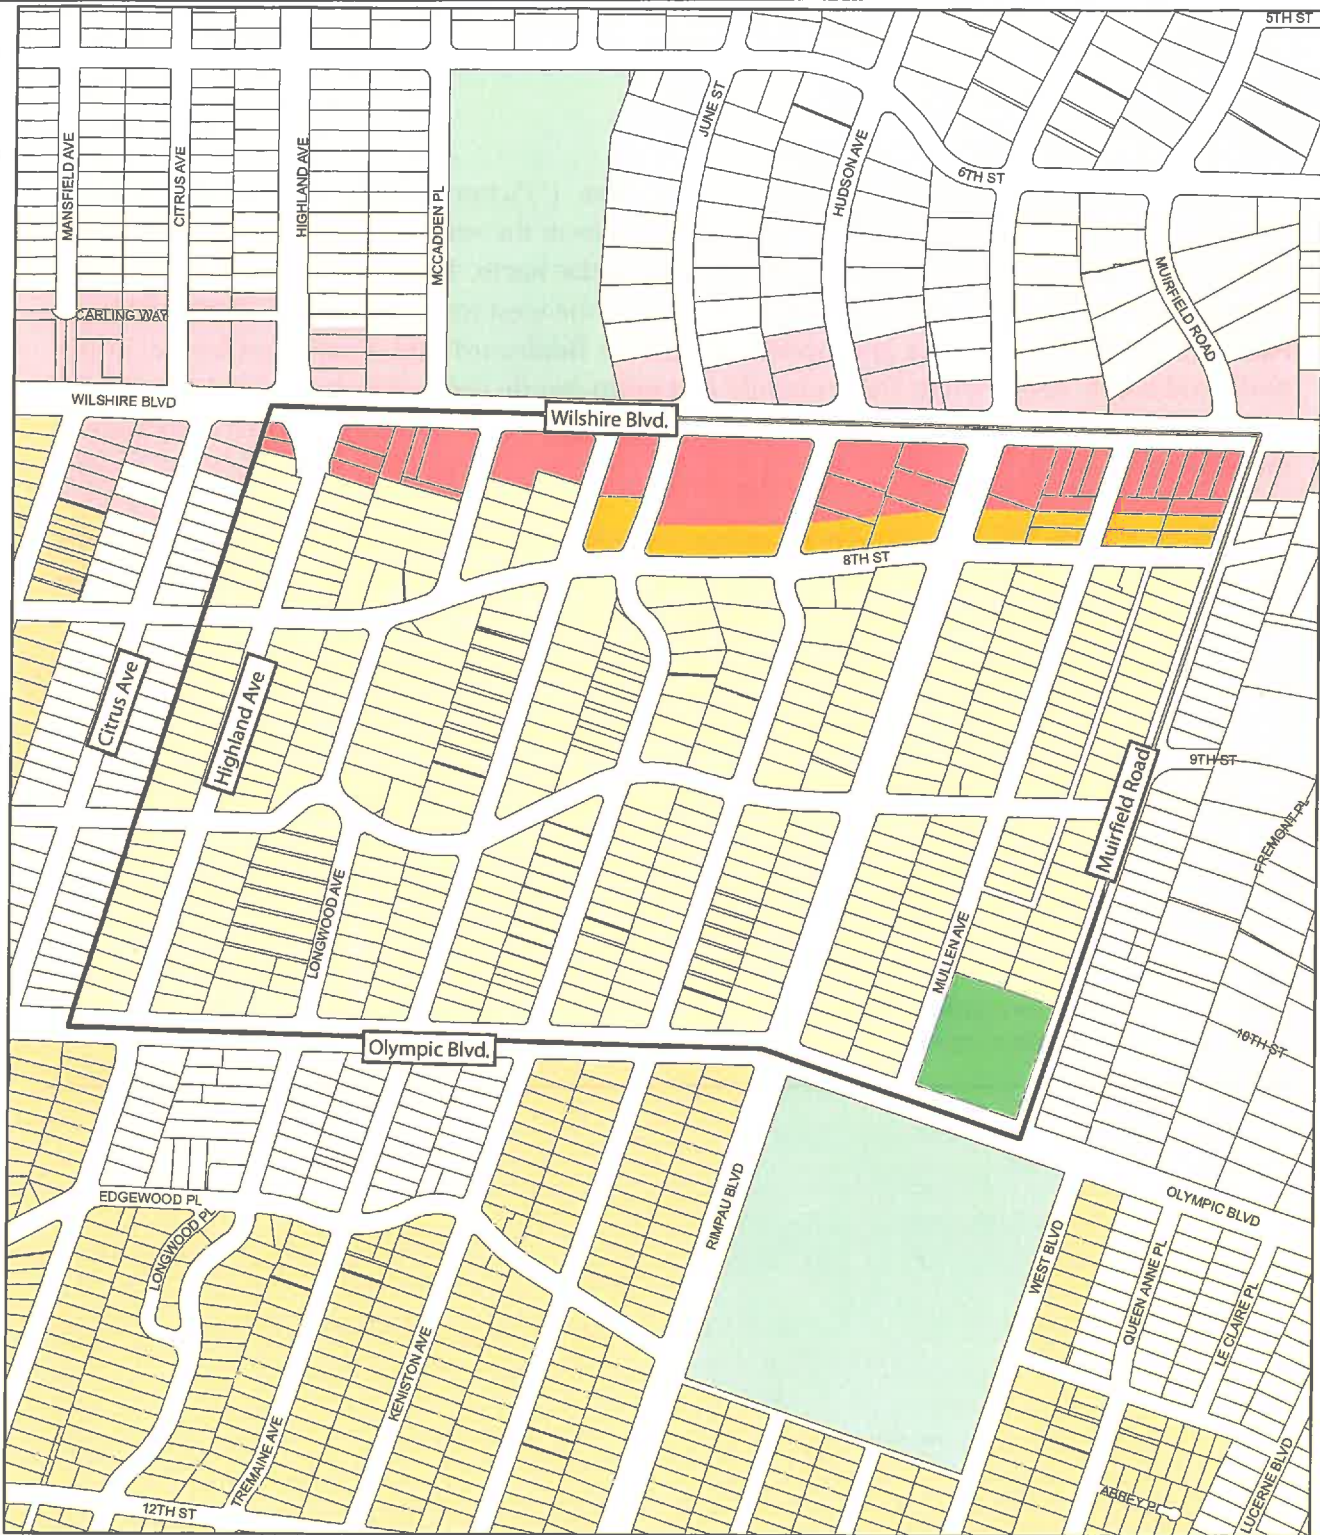 5TH ST
JUNE ST
MANSFIELD AVE
CITRUS AVE
HIGHLAND AVE
HUDSON AVE
6TH ST
MCCADDEN PL
MUIRFIELD ROAD
CARLING WAY
WILSHIRE BLVD
Wilshire Blvd.
8TH ST
Citrus Ave
Highland Ave
9TH ST
Muirfield Road
FREMONT PL
LONGWOOD AVE
MULLEN AVE
10TH ST
Olympic Blvd.
EDGEWOOD PL
RIMPAU BLVD
OLYMPIC BLVD
LONGWOOD PL
WEST BLVD
QUEEN ANNE PL
LE CLAIRE PL
KENISTON AVE
TREMAINE AVE
LUCERNE BLVD
ABBEY PL
12TH ST